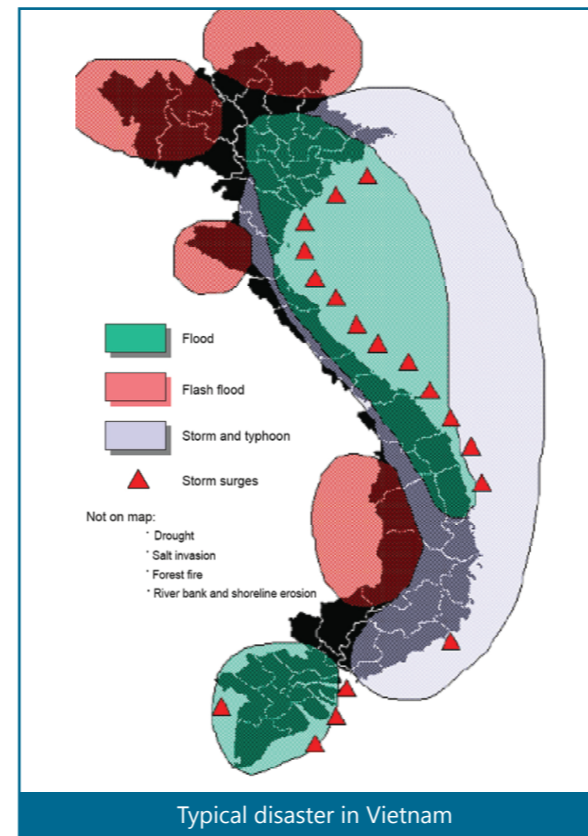 Flood
Flash flood
Storm and typhoon
Storm surges
Not on map:
* Drought
* Salt invasion
* Forest fire
* River bank and shoreline erosion
Typical disaster in Vietnam